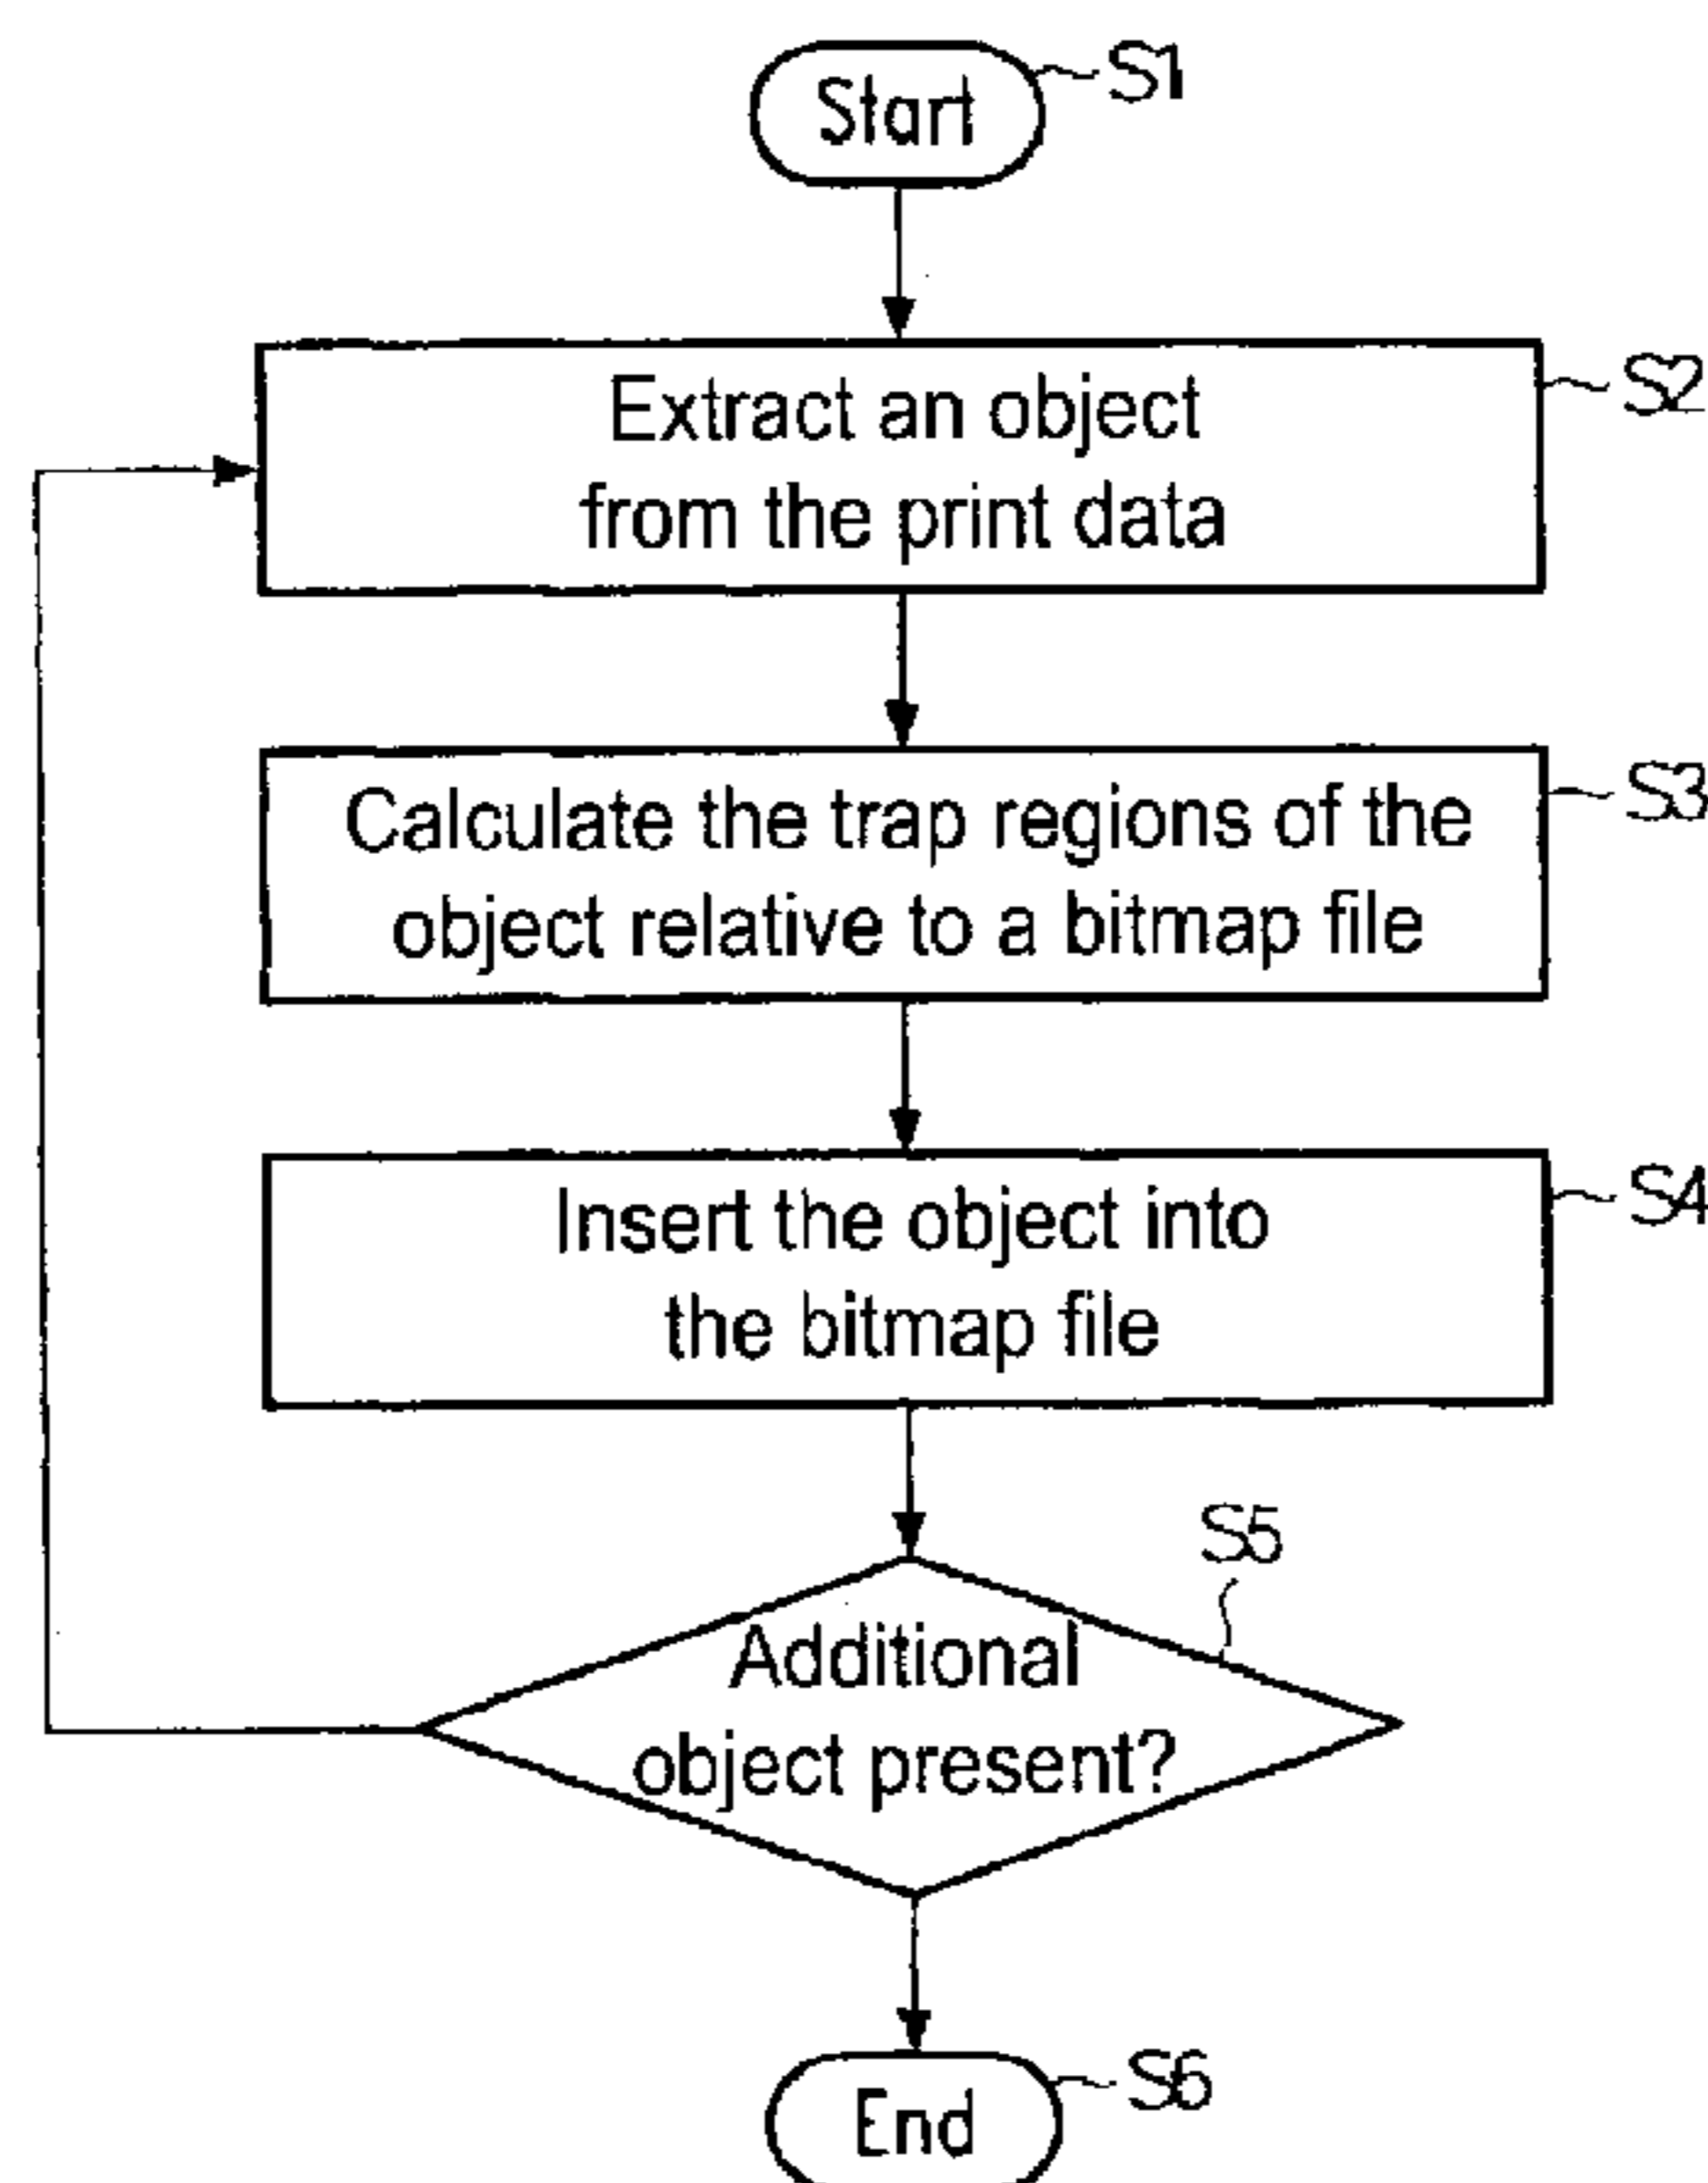 Start
S1
Extract an object
from the print data
S2
Calculate the trap regions of the
object relative to a bitmap file
S3
Insert the object into
the bitmap file
S4
S5
Additional
object present?
End
S6